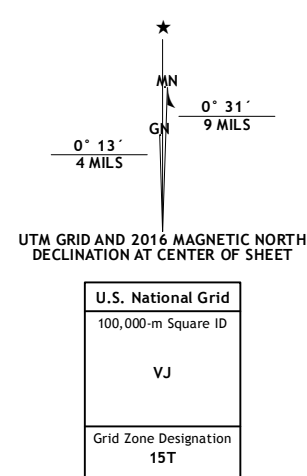 ★
MN
0° 31´
9 MILS
GN
0° 13´
4 MILS
UTM GRID AND 2016 MAGNETIC NORTH
DECLINATION AT CENTER OF SHEET
U.S. National Grid
100,000-m Square ID
VJ
Grid Zone Designation
15T